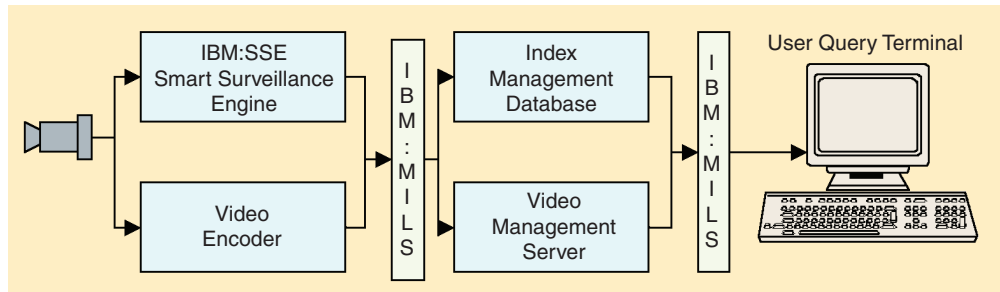 IBM:SSE
Smart Surveillance
Engine
Video
Encoder
I
B
M
:
M
I
L
S
Index
Management
Database
Video
Management
Server
I
B
M
:
M
I
L
S
User Query Terminal